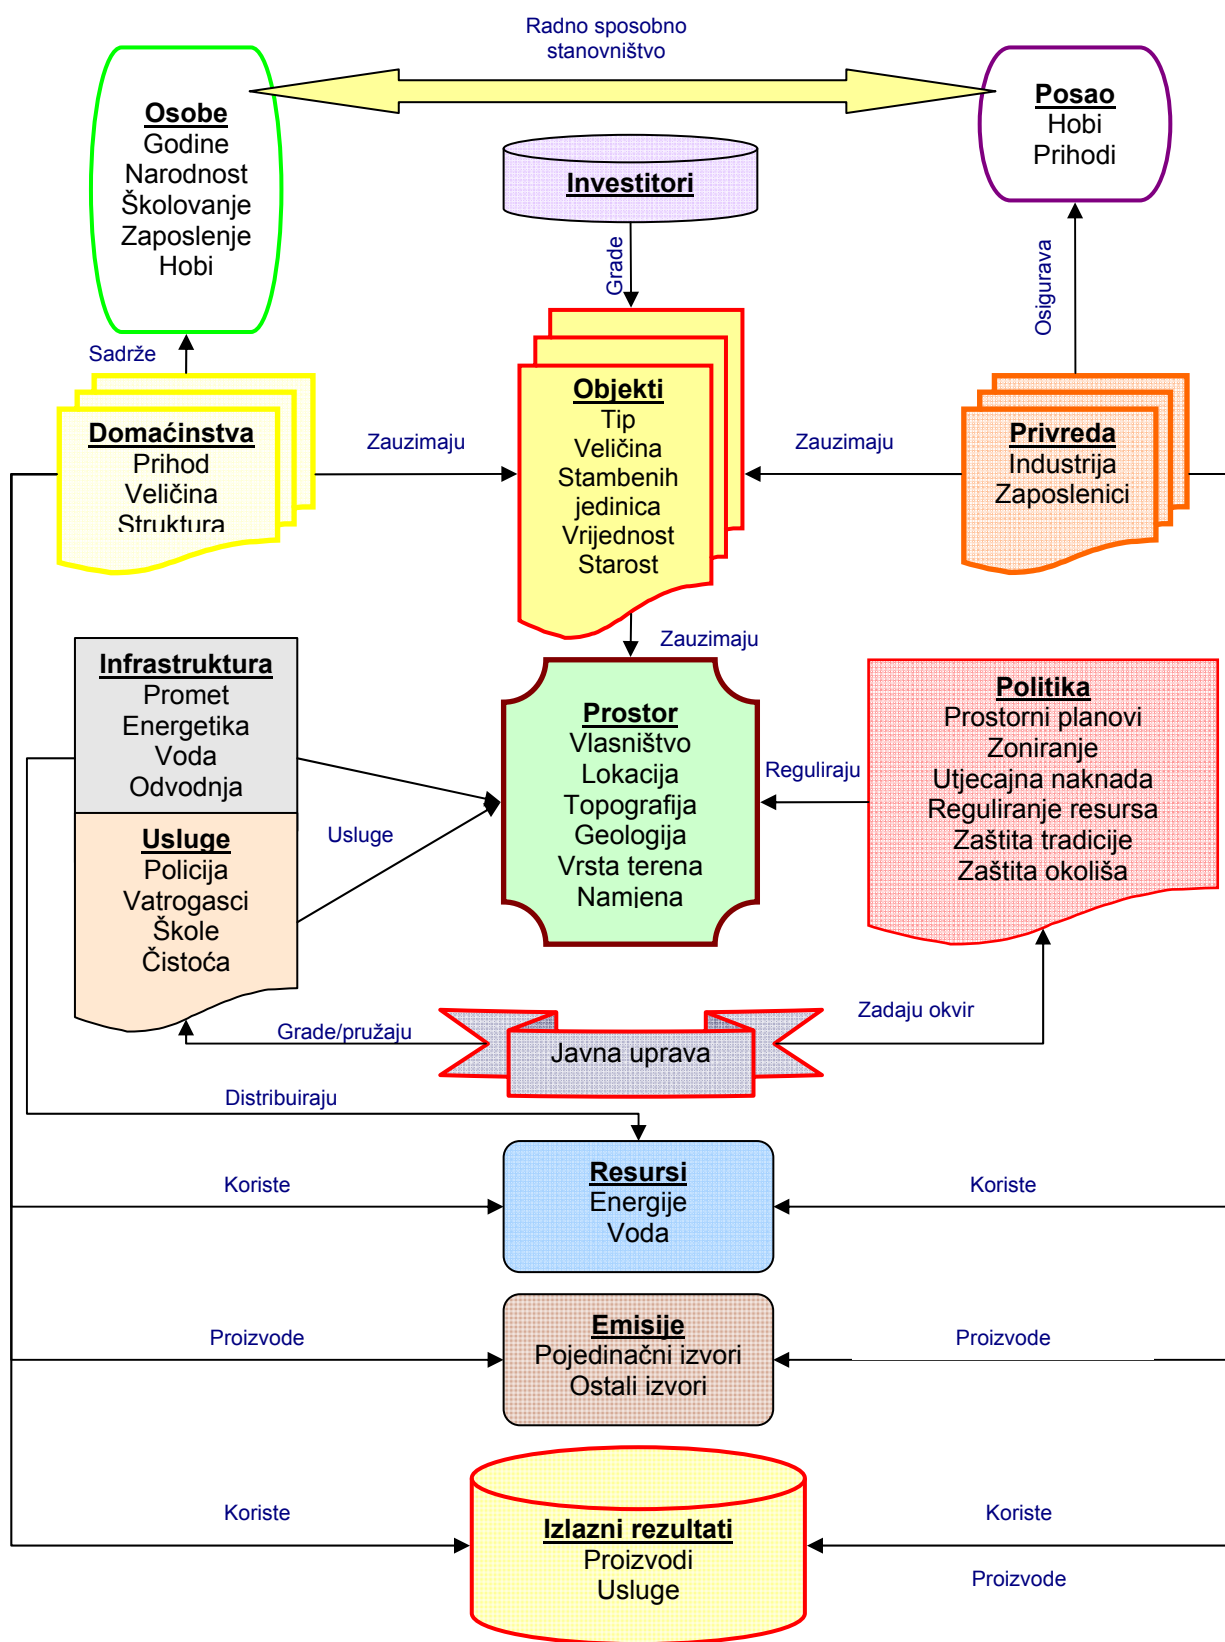 Radno sposobno
stanovništvo
Osobe
Godine
Narodnost
Školovanje
Zaposlenje
Hobi
Posao
Hobi
Prihodi
Investitori
Grade
Osigurava
Sadrže
Domaćinstva
Prihod
Veličina
Struktura
Zauzimaju
Objekti
Tip
Veličina
Stambenih
jedinica
Vrijednost
Starost
Zauzimaju
Privreda
Industrija
Zaposlenici
Zauzimaju
Infrastruktura
Promet
Energetika
Voda
Odvodnja
Usluge
Policija
Vatrogasci
Škole
Čistoća
Usluge
Prostor
Vlasništvo
Lokacija
Topografija
Geologija
Vrsta terena
Namjena
Reguliraju
Politika
Prostorni planovi
Zoniranje
Utjecajna naknada
Reguliranje resursa
Zaštita tradicije
Zaštita okoliša
Grade/pružaju
Javna uprava
Zadaju okvir
Distribuiraju
Koriste
Resursi
Energije
Voda
Koriste
Proizvode
Emisije
Pojedinačni izvori
Ostali izvori
Proizvode
Koriste
Izlazni rezultati
Proizvodi
Usluge
Koriste
Proizvode